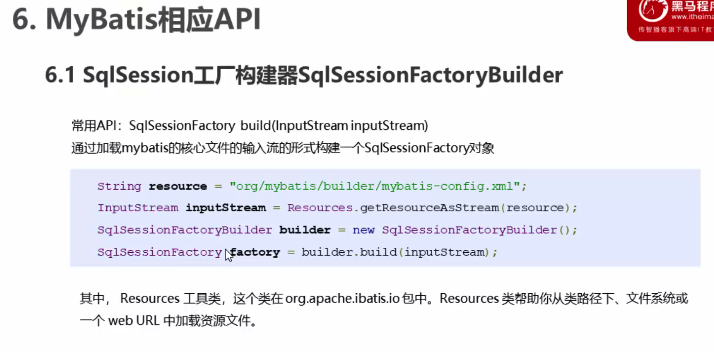 6. MyBatis相应API
黑马程序
www.itheima
传智播客旗下高端IT教
6.1 SqlSession工厂构建器SqlSessionFactoryBuilder
常用API：SqlSessionFactory build(InputStream inputStream)
通过加载mybatis的核心文件的输入流的形式构建一个SqlSessionFactory对象
String resource = "org/mybatis/builder/mybatis-config.xml";
InputStream inputStream = Resources.getResourceAsStream(resource);
SqlSessionFactoryBuilder builder = new SqlSessionFactoryBuilder();
SqlSessionFactory factory = builder.build(inputStream);
其中， Resources 工具类，这个类在 org.apache.ibatis.io 包中。Resources 类帮助你从类路径下、文件系统或
一个 web URL 中加载资源文件。